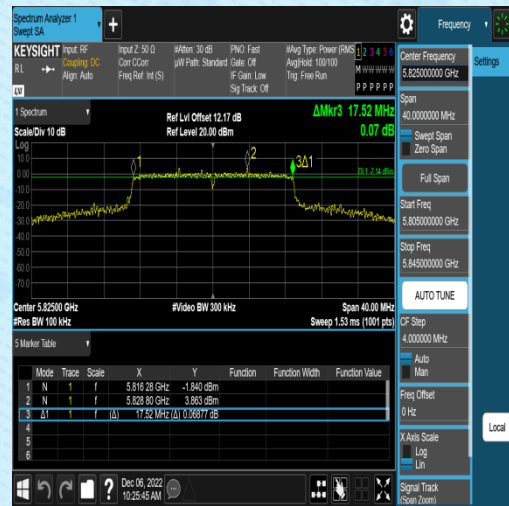 Spectrum Analyzer 1
Swept SA
+
Frequency
KEYSIGHT
Input: RF
Input Z: 50 Ω
#Atten: 30 dB
PNO: Fast
#Avg Type: Power (RMS
1 2 3 4 5 6
R L
Coupling: DC
Corr CCorr
µW Path: Standard
Gate: Off
Avg|Hold: 100/100
M W W W W W
Align: Auto
Freq Ref: Int (S)
IF Gain: Low
Trig: Free Run
Sig Track: Off
P P P P P P
LXI
Center Frequency
5.825000000 GHz
Settings
Span
40.0000000 MHz
Swept Span
Zero Span
Full Span
Start Freq
5.805000000 GHz
Stop Freq
5.845000000 GHz
AUTO TUNE
CF Step
4.000000 MHz
Auto
Man
Freq Offset
0 Hz
X Axis Scale
Log
Lin
Signal Track
(Span Zoom)
Local
1 Spectrum
Ref Lvl Offset 12.17 dB
ΔMkr3 17.52 MHz
Scale/Div 10 dB
Ref Level 20.00 dBm
0.07 dB
Log
10.0
0.00
-10.0
-20.0
-30.0
-40.0
-50.0
-60.0
-70.0
1
2
3Δ1
Center 5.82500 GHz
#Video BW 300 kHz
Span 40.00 MHz
#Res BW 100 kHz
Sweep 1.53 ms (1001 pts)
5 Marker Table
Mode Trace Scale X Y Function Function Width Function Value
1 N 1 f 5.816 28 GHz -1.840 dBm
2 N 1 f 5.828 80 GHz 3.863 dBm
3 Δ1 1 f (Δ) 17.52 MHz (Δ) 0.06877 dB
4
5
6
?
Dec 06, 2022
10:25:45 AM